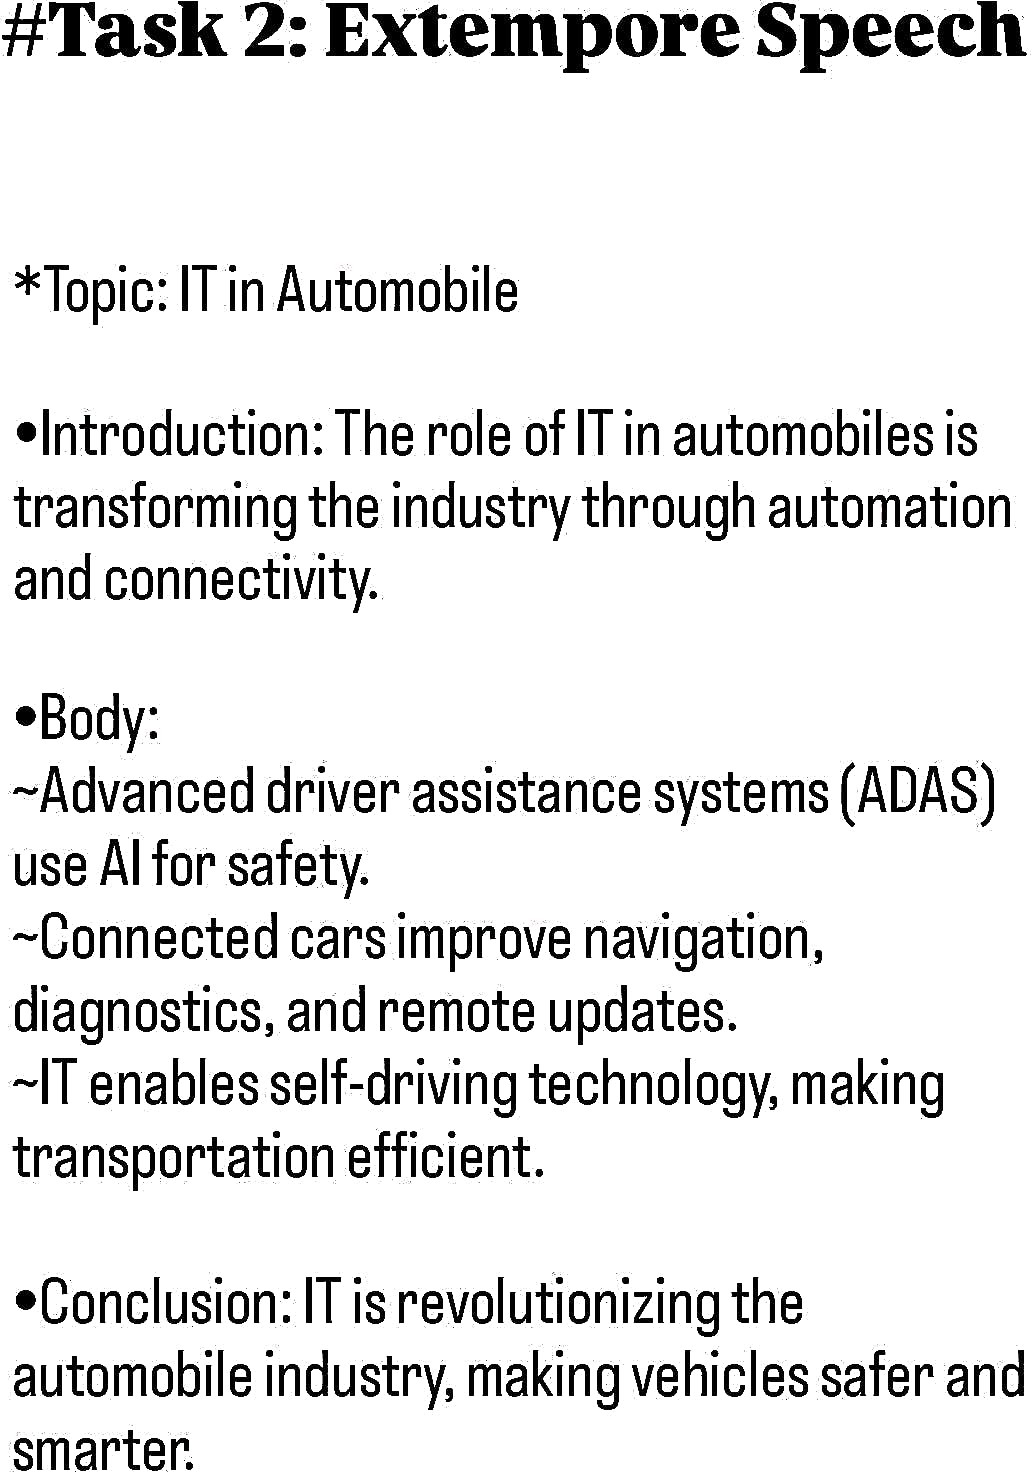 #Task 2: Extempore Speech
*Topic: IT in Automobile
•Introduction: The role of IT in automobiles is
transforming the industry through automation
and connectivity.
•Body:
~Advanced driver assistance systems (ADAS)
use AI for safety.
~Connected cars improve navigation,
diagnostics, and remote updates.
~IT enables self-driving technology, making
transportation efficient.
•Conclusion: IT is revolutionizing the
automobile industry, making vehicles safer and
smarter.